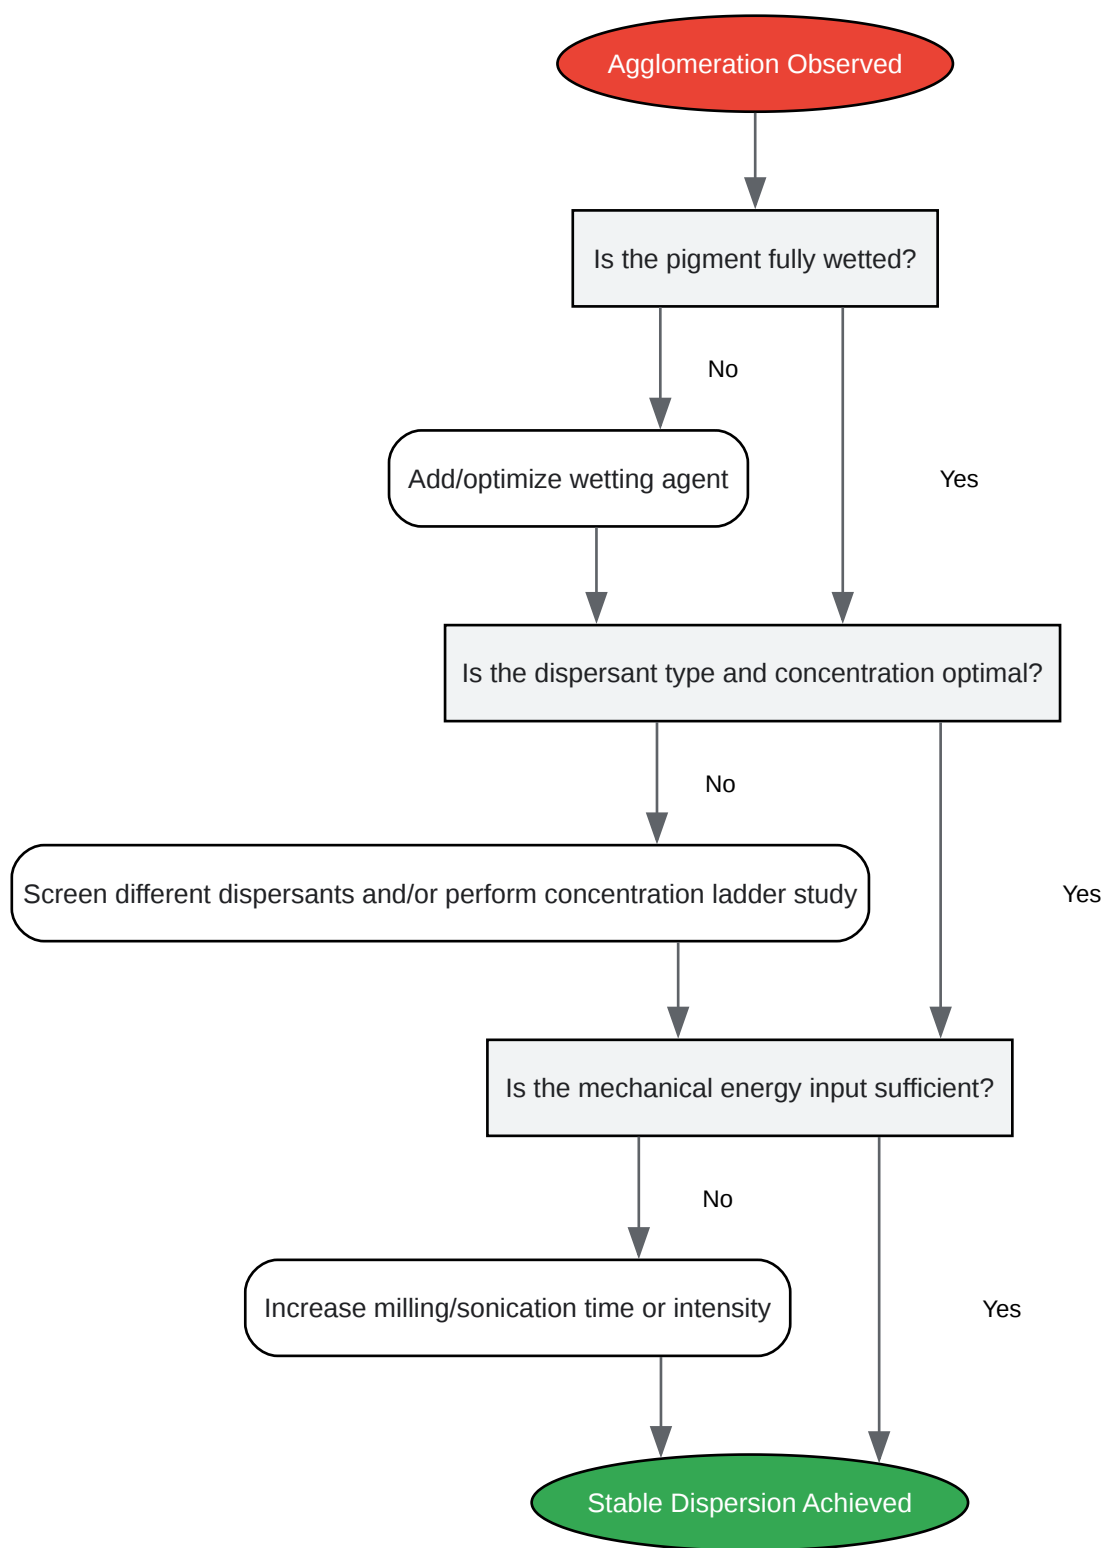 Agglomeration Observed
Is the pigment fully wetted?
No
Add/optimize wetting agent
Yes
Is the dispersant type and concentration optimal?
No
Screen different dispersants and/or perform concentration ladder study
Yes
Is the mechanical energy input sufficient?
No
Increase milling/sonication time or intensity
Yes
Stable Dispersion Achieved